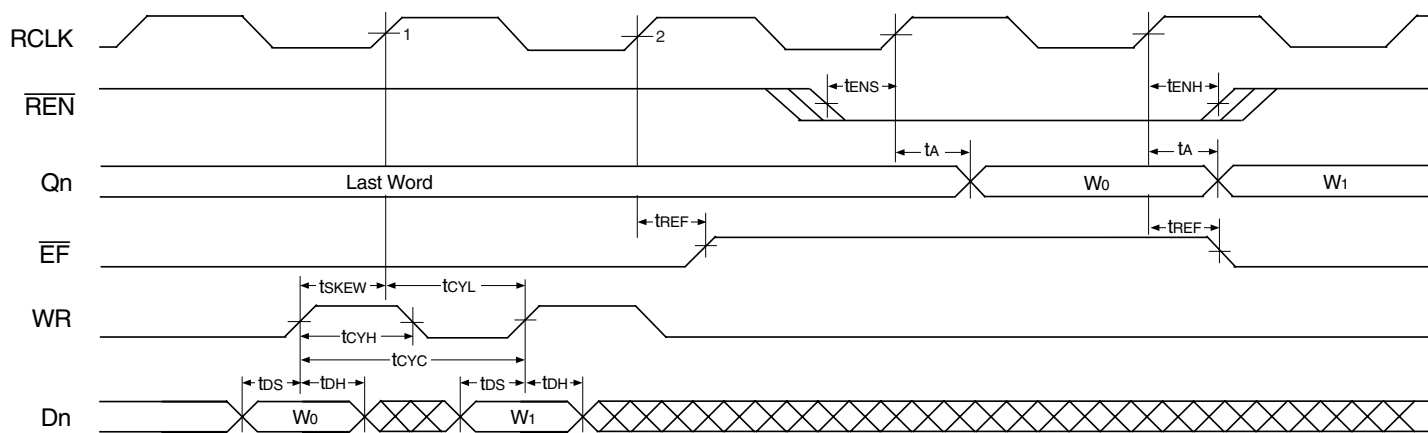 RCLK 1 2
REN tENS tENH
tA tA
Qn Last Word W0 W1
tREF tREF
EF
tSKEW tCYL
WR
tCYH
tCYC
tDS tDH tDS tDH
Dn W0 W1